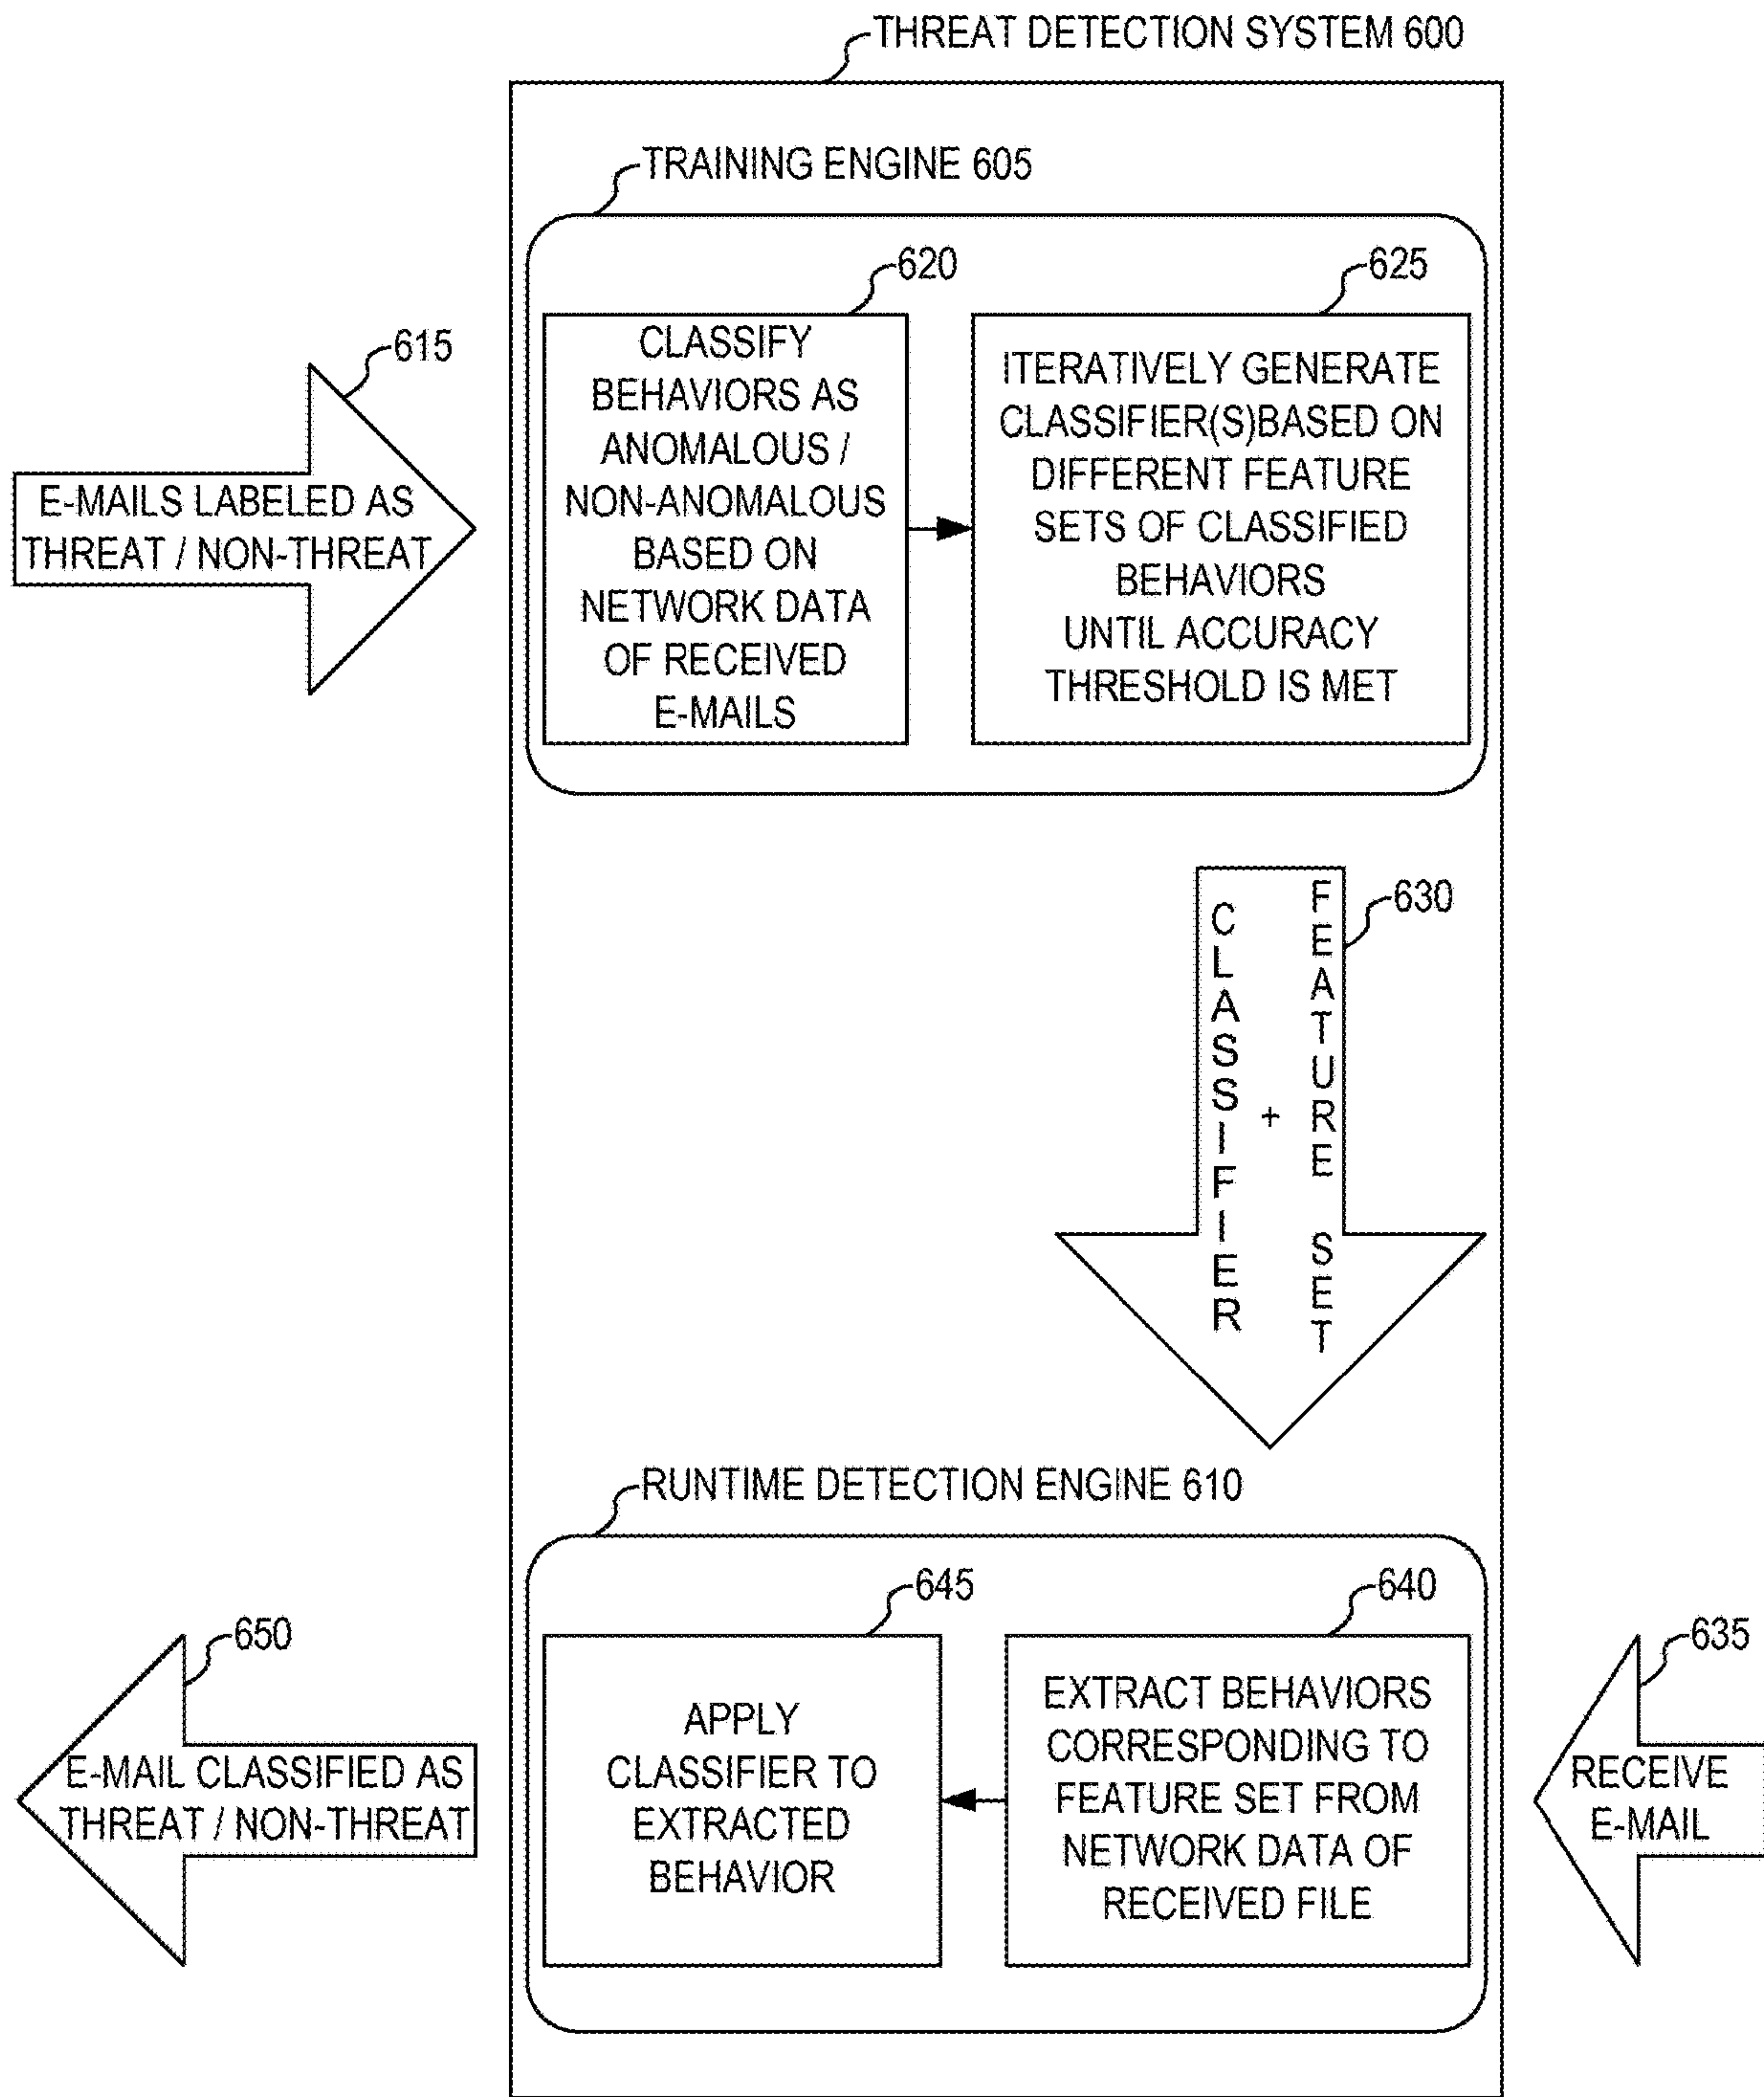 THREAT DETECTION SYSTEM 600
TRAINING ENGINE 605
620
625
615
E-MAILS LABELED AS
THREAT / NON-THREAT
CLASSIFY
BEHAVIORS AS
ANOMALOUS /
NON-ANOMALOUS
BASED ON
NETWORK DATA
OF RECEIVED
E-MAILS
ITERATIVELY GENERATE
CLASSIFIER(S)BASED ON
DIFFERENT FEATURE
SETS OF CLASSIFIED
BEHAVIORS
UNTIL ACCURACY
THRESHOLD IS MET
630
CLASSIFIER
+
FEATURE SET
RUNTIME DETECTION ENGINE 610
645
640
650
635
E-MAIL CLASSIFIED AS
THREAT / NON-THREAT
APPLY
CLASSIFIER TO
EXTRACTED
BEHAVIOR
EXTRACT BEHAVIORS
CORRESPONDING TO
FEATURE SET FROM
NETWORK DATA OF
RECEIVED FILE
RECEIVE
E-MAIL